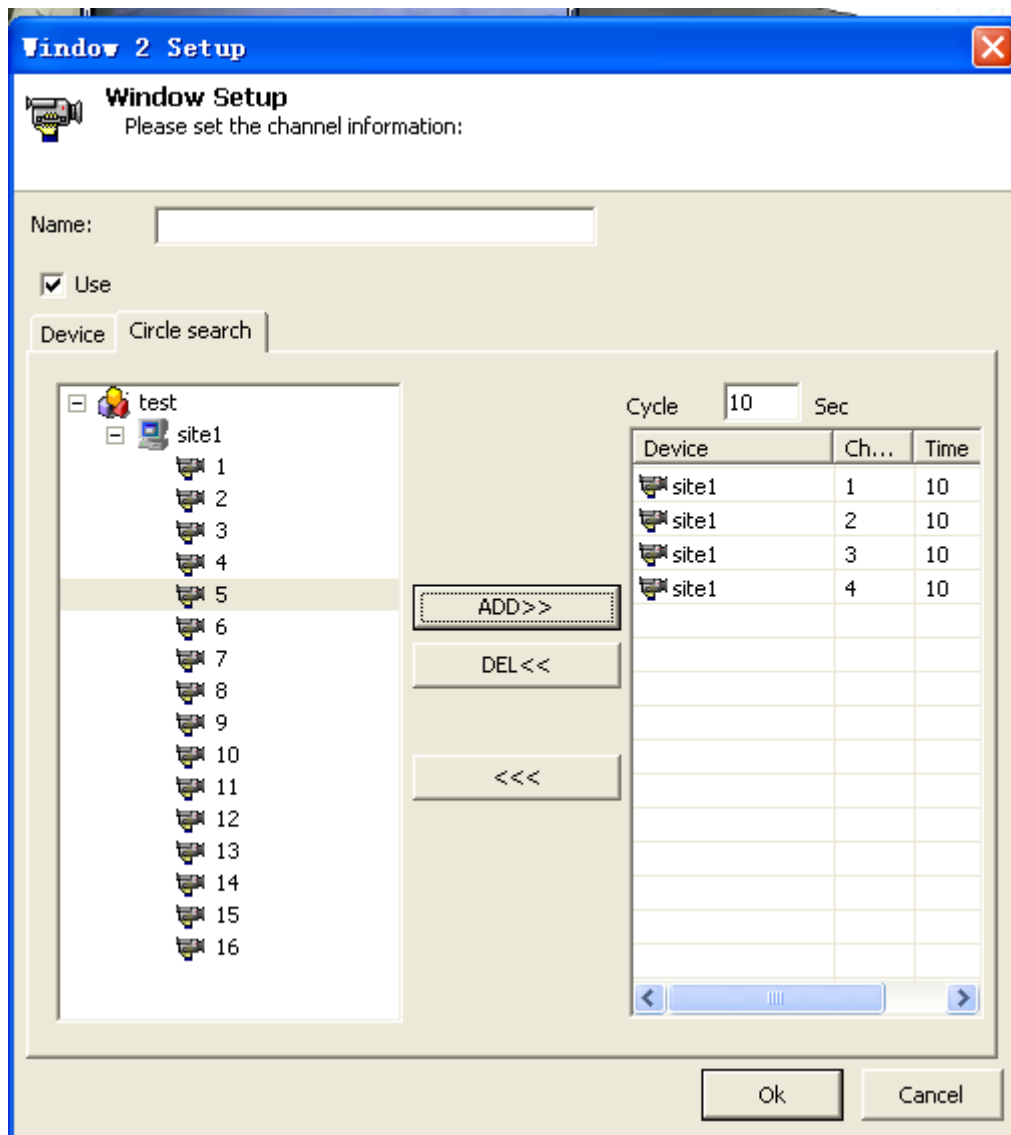 Window 2 Setup
Window Setup
Please set the channel information:
Name:
Use
Device
Circle search
test
site1
1
2
3
4
5
6
7
8
9
10
11
12
13
14
15
16
ADD>>
DEL<<
<<<
Cycle 10 Sec
Device Ch... Time
site1 1 10
site1 2 10
site1 3 10
site1 4 10
Ok
Cancel